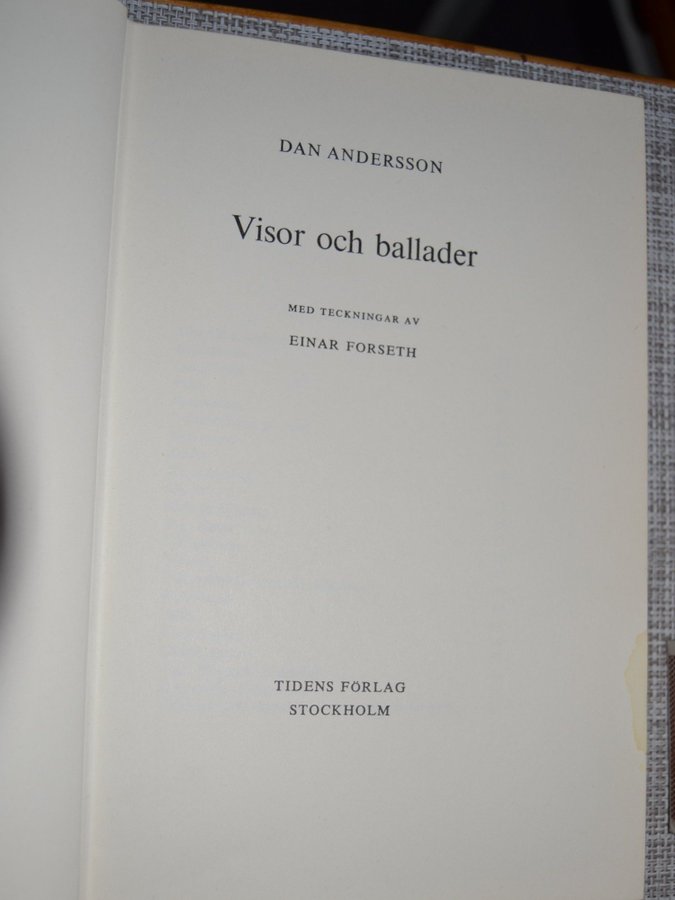 DAN ANDERSSON
Visor och ballader
MED TECKNINGAR AV
EINAR FORSETH
TIDENS FÖRLAG
STOCKHOLM